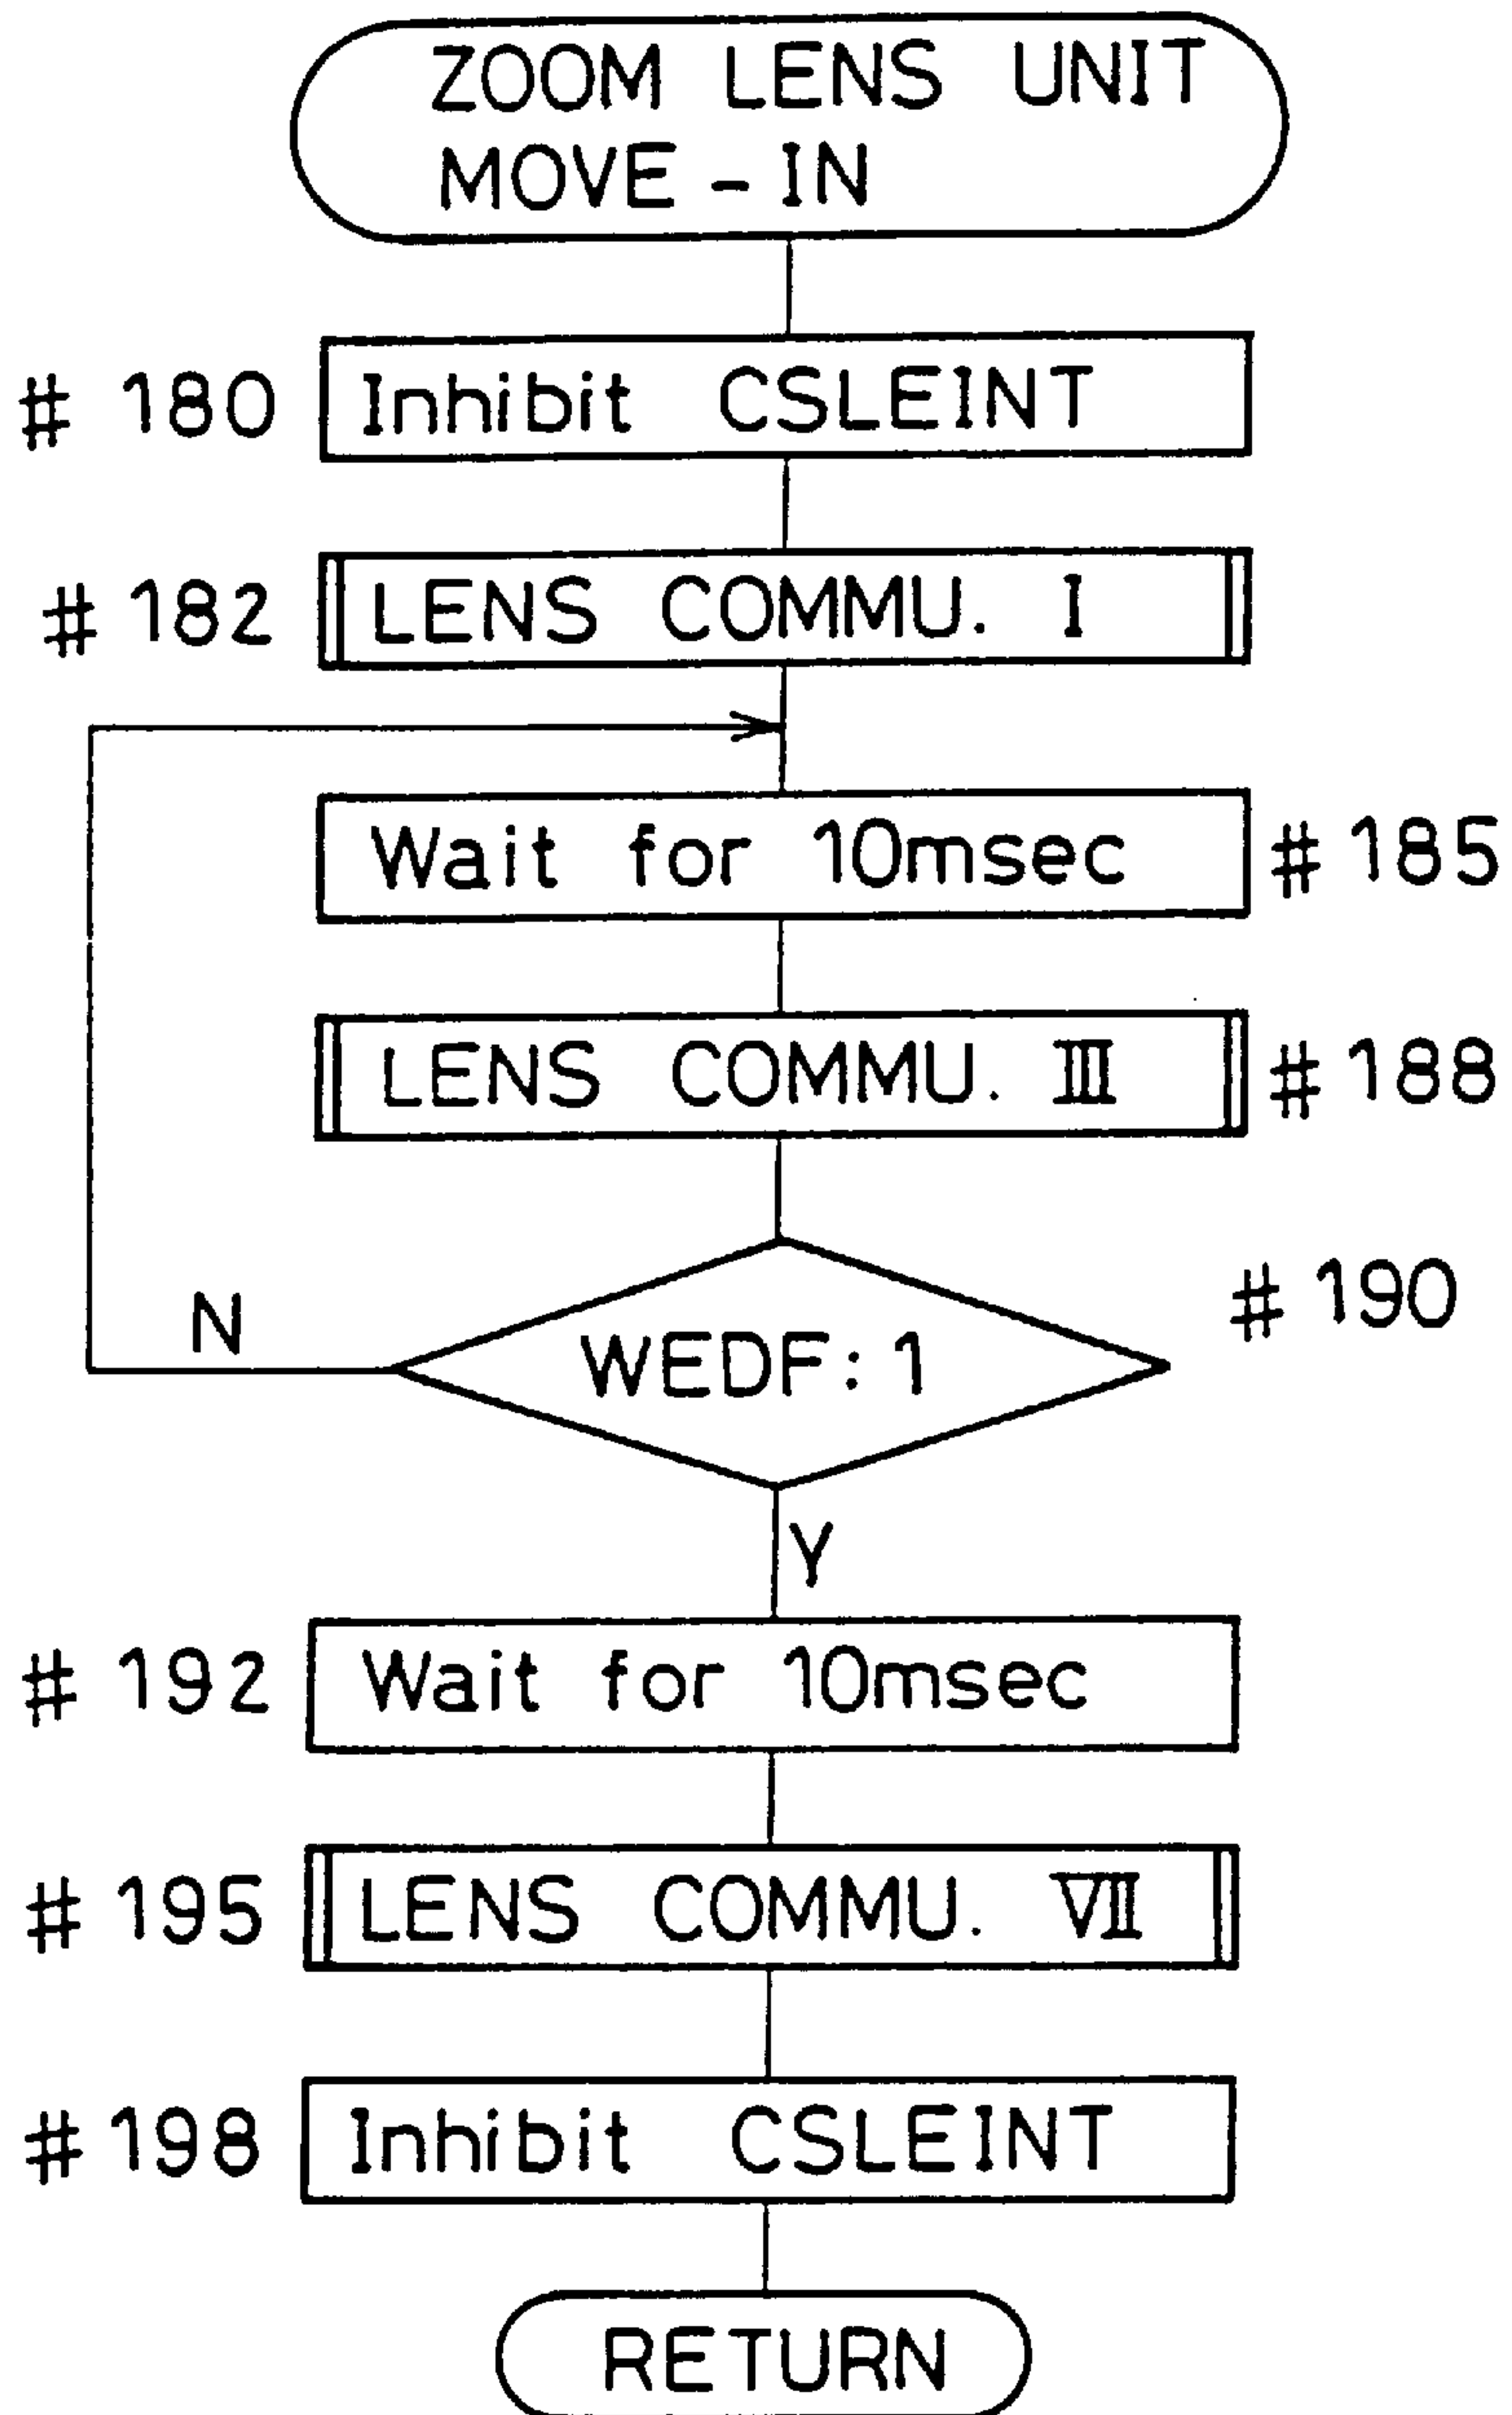 ZOOM LENS UNIT
MOVE-IN
# 180 Inhibit CSLEINT
# 182 LENS COMMU. I
Wait for 10msec # 185
LENS COMMU. III # 188
# 190
N WEDF:1
Y
# 192 Wait for 10msec
# 195 LENS COMMU. VII
# 198 Inhibit CSLEINT
RETURN